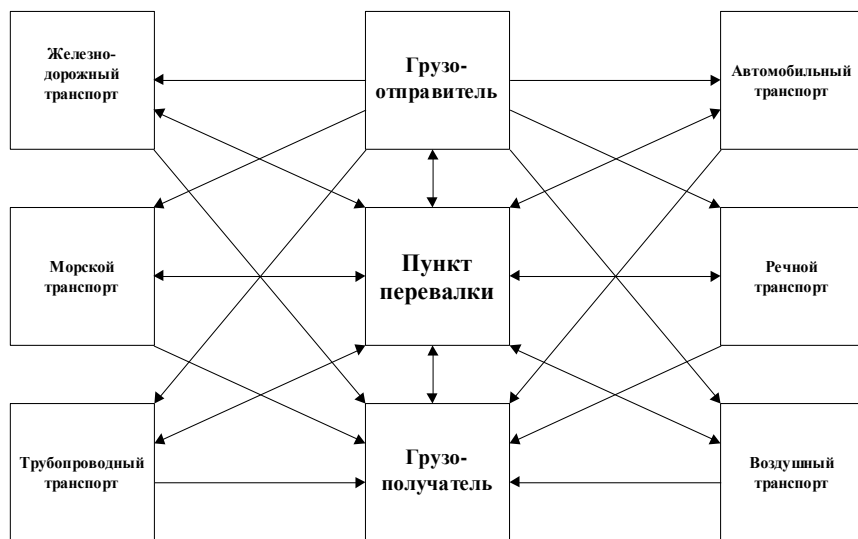 Железно-
дорожный
транспорт
Грузо-
отправитель
Автомобильный
транспорт
Морской
транспорт
Пункт
перевалки
Речной
транспорт
Трубопроводный
транспорт
Грузо-
получатель
Воздушный
транспорт